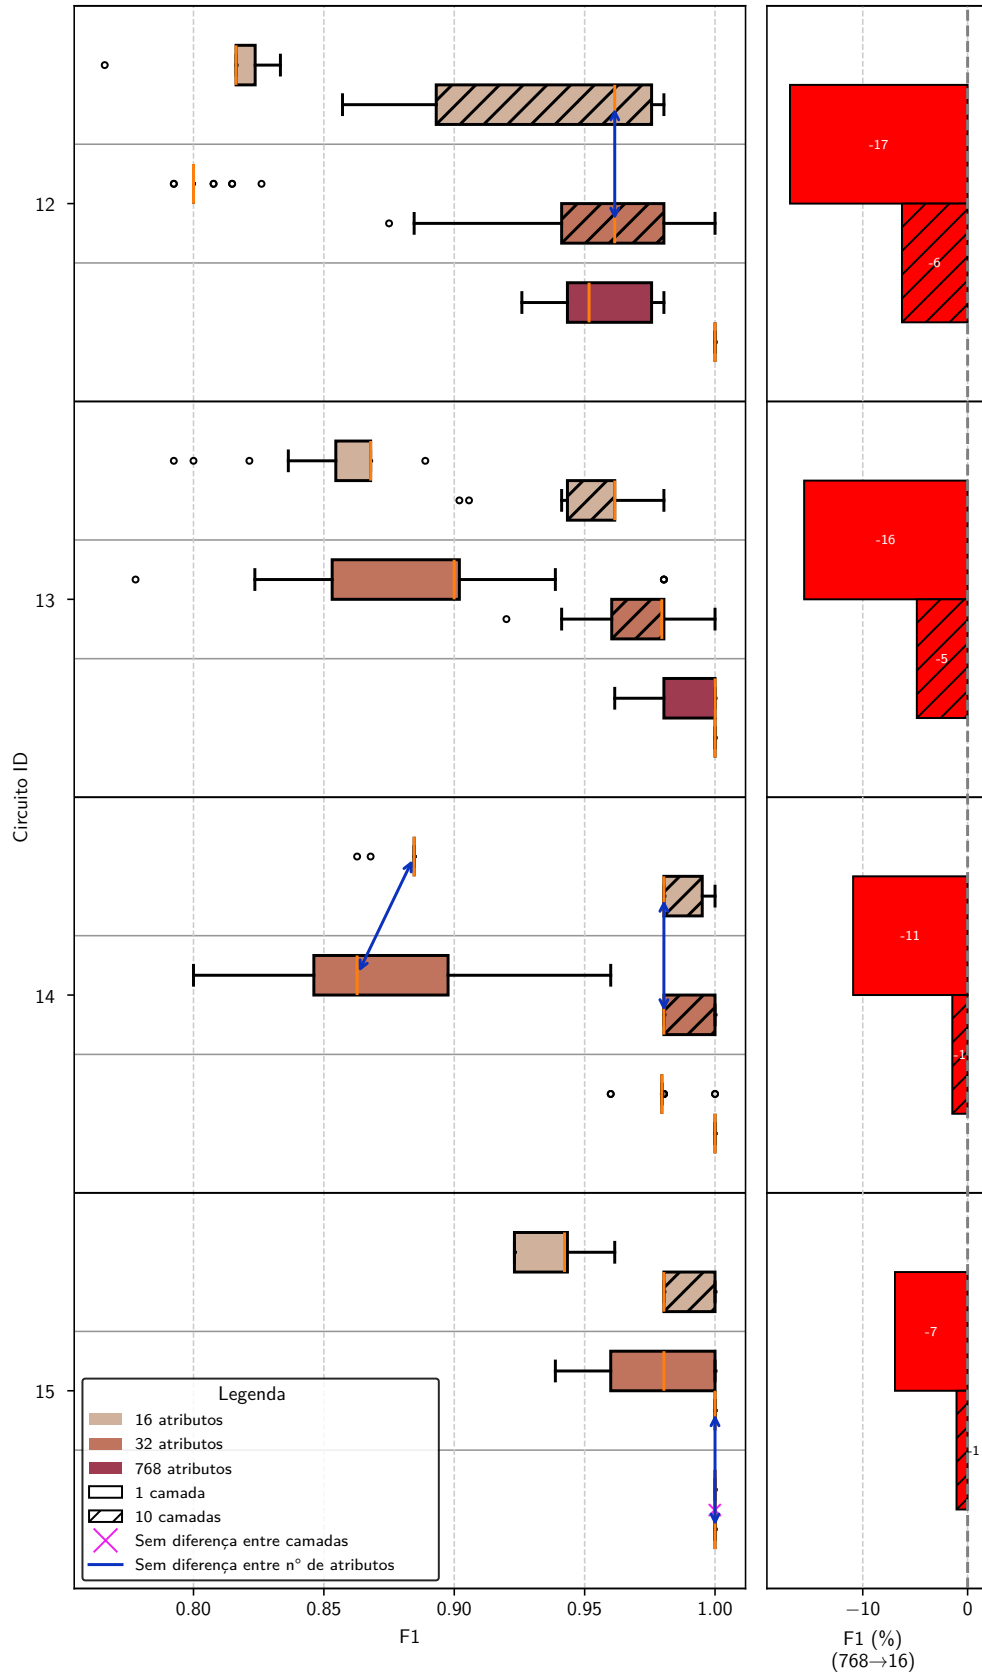 -17
12
-6
-16
13
-5
Circuito ID
-11
14
-1
-7
15
-1
Legenda
16 atributos
32 atributos
768 atributos
1 camada
10 camadas
Sem diferença entre camadas
Sem diferença entre n° de atributos
0.80 0.85 0.90 0.95 1.00
F1
−10 0
F1 (%)
(768→16)